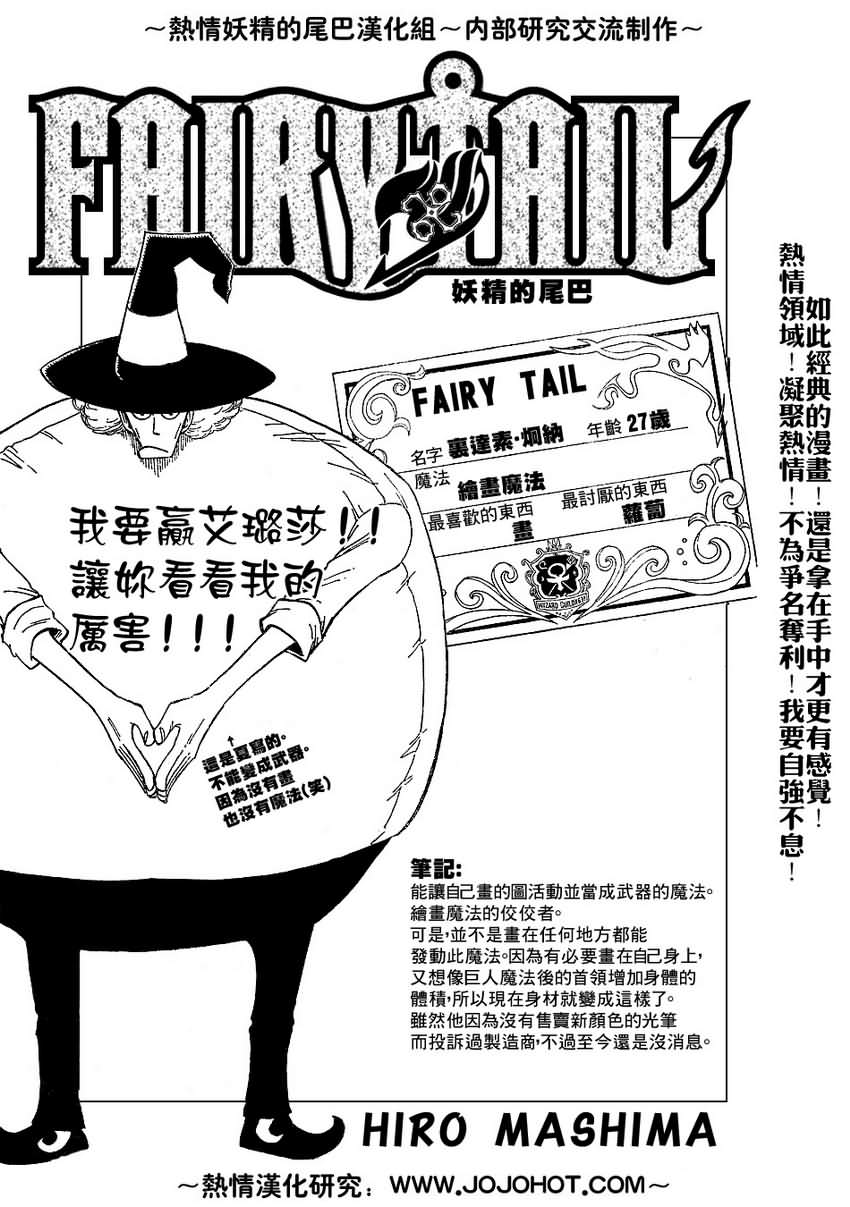 ～熱情妖精的尾巴漢化組～内部研究交流制作～
FAIRY TAIL
妖精的尾巴
如此經典的漫畫！還是拿在手中才更有感覺！
熱情領域！凝聚熱情！不為爭名奪利！我要自強不息！
FAIRY TAIL
名字 裏達素·炯納 年齡 27歲
魔法 繪畫魔法
最喜歡的東西 最討厭的東西
畫 蘿蔔
WIZARD GUILDS
我要贏艾璐莎!!
讓妳看看我的
厲害!!!
↑
這是夏寫的。
不能變成武器。
因為沒有畫
也沒有魔法(笑)
筆記:
能讓自己畫的圖活動並當成武器的魔法。
繪畫魔法的佼佼者。
可是，並不是畫在任何地方都能
發動此魔法。因為有必要畫在自己身上，
又想像巨人魔法後的首領增加身體的
體積，所以現在身材就變成這樣了。
雖然他因為沒有售賣新顏色的光筆
而投訴過製造商，不過至今還是沒消息。
HIRO MASHIMA
～熱情漢化研究：WWW.JOJOHOT.COM～